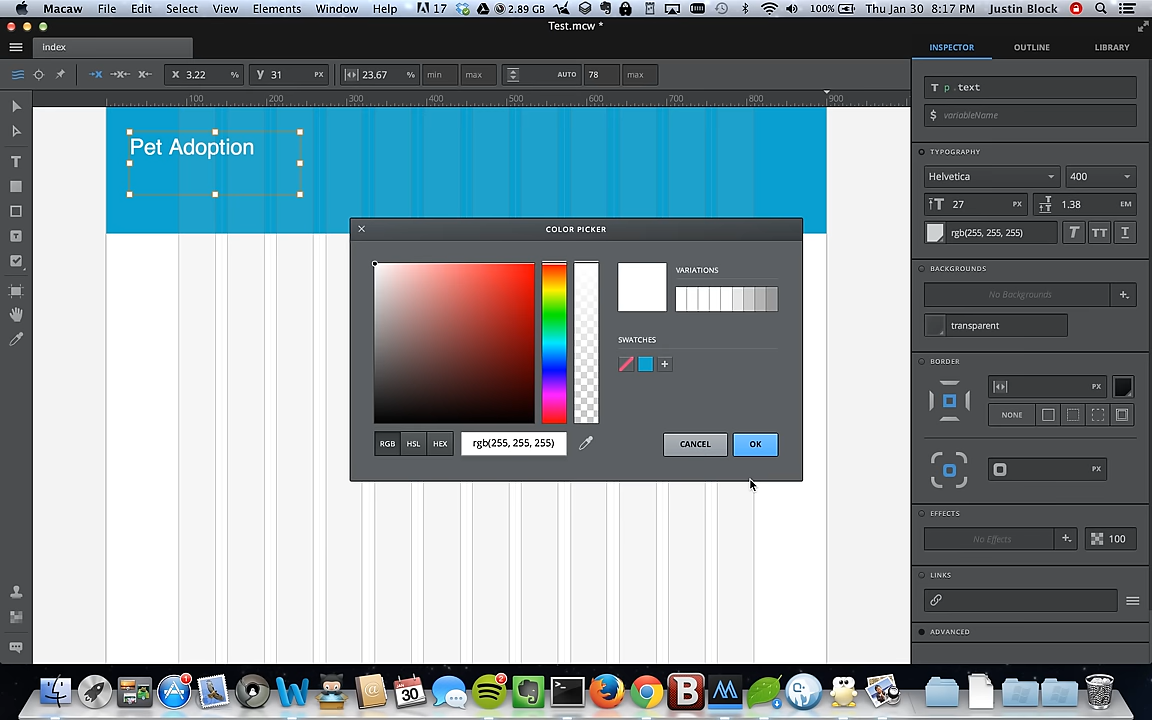 Macaw File Edit Select View Elements Window Help 17 2.89 GB 100% Thu Jan 30 8:17 PM Justin Block
Test.mcw *
index INSPECTOR OUTLINE LIBRARY
X 3.22 % y 31 PX 23.67 % min max AUTO 78 max
100 200 300 400 500 600 700 800 900
T p .text
$ variableName
TYPOGRAPHY
Helvetica 400
27 PX 1.38 EM
rgb(255, 255, 255) T TT T
BACKGROUNDS
No Backgrounds
transparent
BORDER
PX
NONE
PX
EFFECTS
No Effects 100
LINKS
ADVANCED
Pet Adoption
COLOR PICKER
VARIATIONS
SWATCHES
RGB HSL HEX rgb(255, 255, 255) CANCEL OK
1 30 2